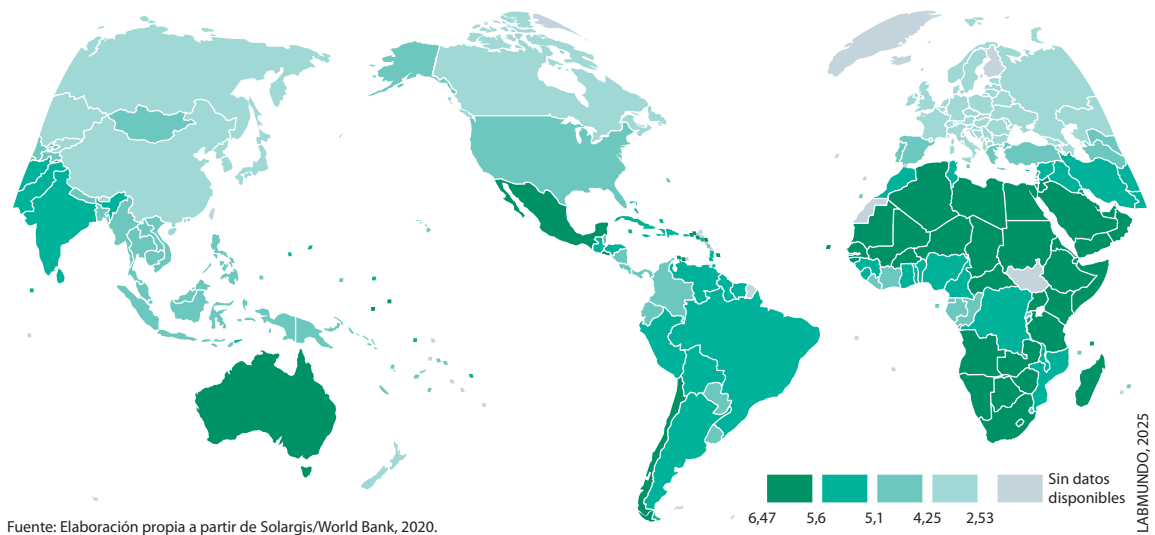 Sin datos
disponibles
6,47 5,6 5,1 4,25 2,53
LABMUNDO, 2025
Fuente: Elaboración propia a partir de Solargis/World Bank, 2020.